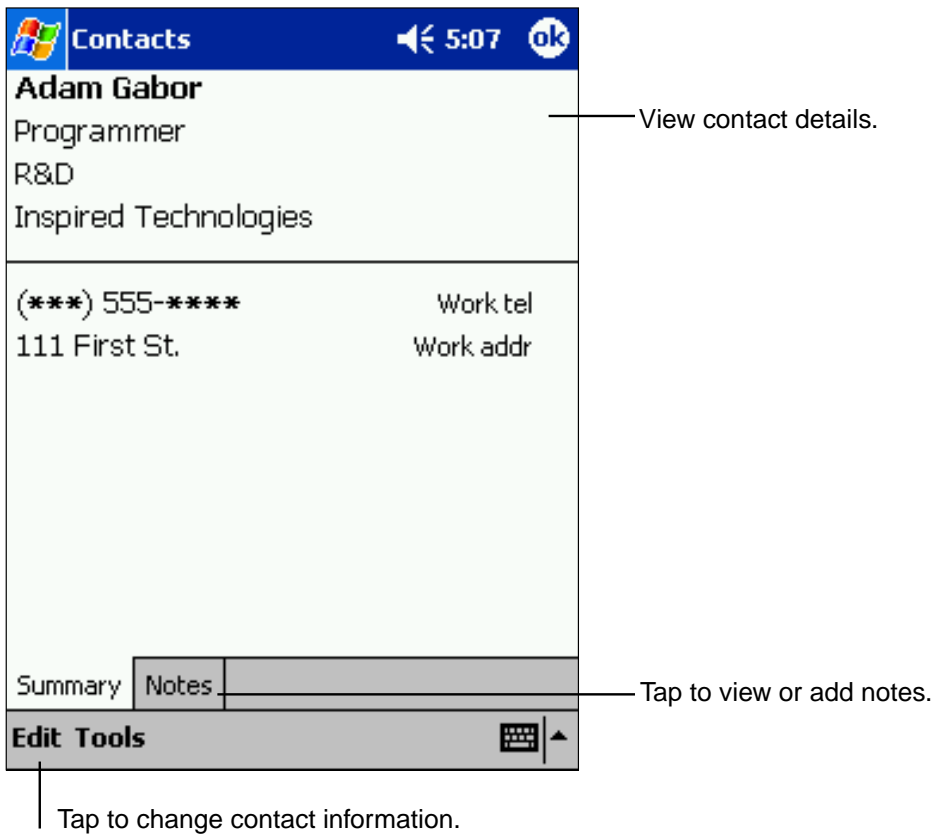 Contacts 5:07 ok
Adam Gabor
Programmer
R&D
Inspired Technologies
View contact details.
(***) 555-**** Work tel
111 First St. Work addr
Summary Notes
Tap to view or add notes.
Edit Tools
Tap to change contact information.